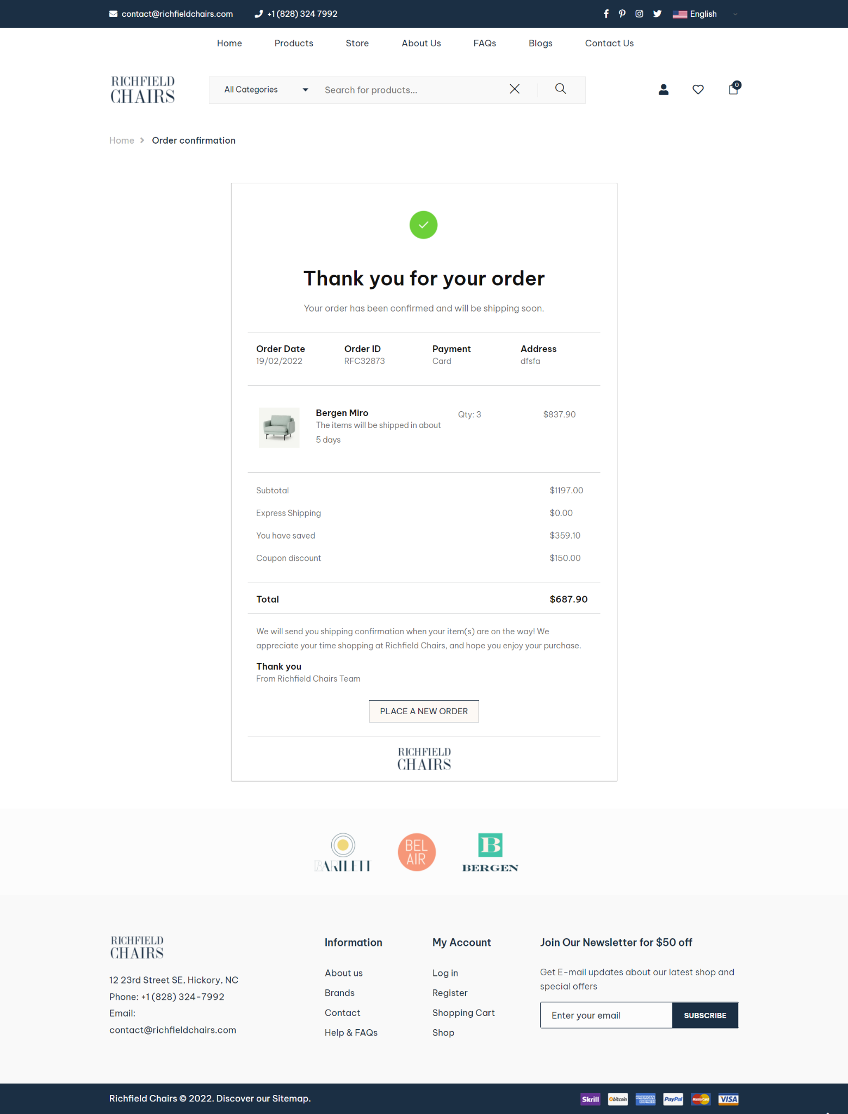 contact@richfieldchairs.com +1 (828) 324 7992 English
Home Products Store About Us FAQs Blogs Contact Us
RICHFIELD
CHAIRS
All Categories Search for products... 0
Home Order confirmation
Thank you for your order
Your order has been confirmed and will be shipping soon.
Order Date Order ID Payment Address
19/02/2022 RFC32873 Card dfsfa
Bergen Miro Qty: 3 $837.90
The items will be shipped in about
5 days
Subtotal $1197.00
Express Shipping $0.00
You have saved $359.10
Coupon discount $150.00
Total $687.90
We will send you shipping confirmation when your item(s) are on the way! We
appreciate your time shopping at Richfield Chairs, and hope you enjoy your purchase.
Thank you
From Richfield Chairs Team
PLACE A NEW ORDER
RICHFIELD
CHAIRS
BEL
AIR
B
BERGEN
RICHFIELD
CHAIRS
12 23rd Street SE, Hickory, NC
Phone: +1 (828) 324-7992
Email:
contact@richfieldchairs.com
Information
About us
Brands
Contact
Help & FAQs
My Account
Log in
Register
Shopping Cart
Shop
Join Our Newsletter for $50 off
Get E-mail updates about our latest shop and
special offers
Enter your email SUBSCRIBE
Richfield Chairs © 2022. Discover our Sitemap. Skrill Bitcoin PayPal VISA